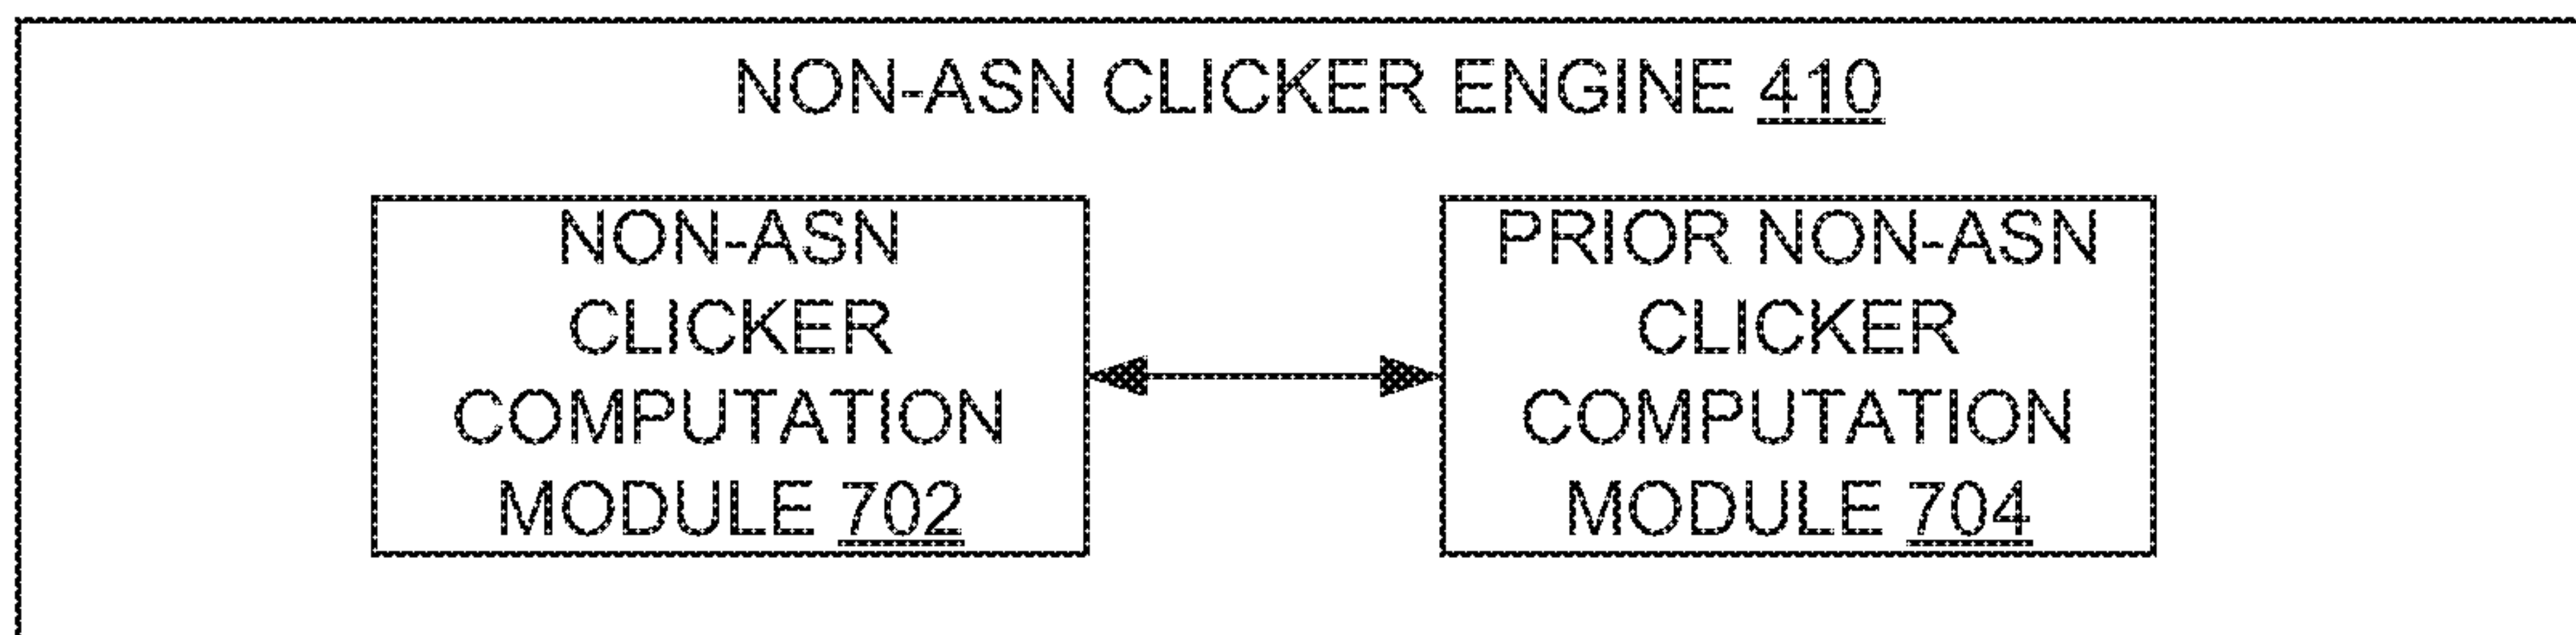 NON-ASN CLICKER ENGINE 410
NON-ASN
CLICKER
COMPUTATION
MODULE 702
PRIOR NON-ASN
CLICKER
COMPUTATION
MODULE 704